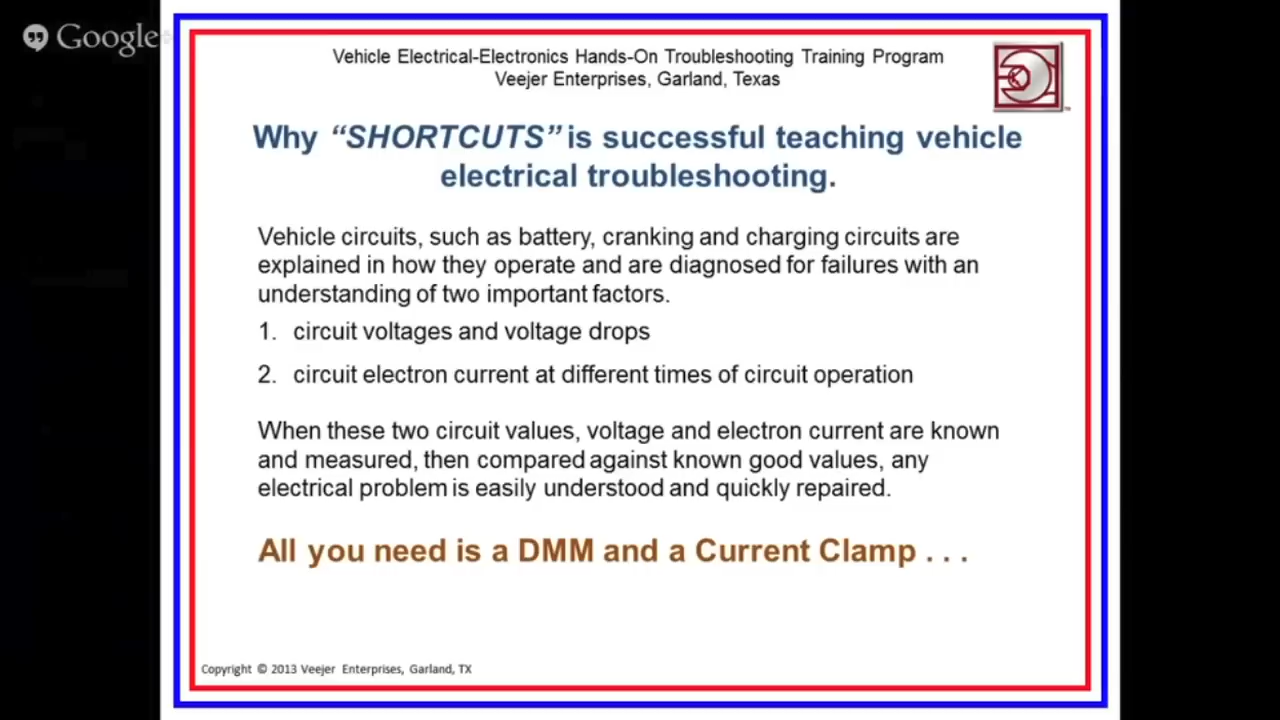 Google+
Vehicle Electrical-Electronics Hands-On Troubleshooting Training Program
Veejer Enterprises, Garland, Texas
Why “SHORTCUTS” is successful teaching vehicle
electrical troubleshooting.
Vehicle circuits, such as battery, cranking and charging circuits are
explained in how they operate and are diagnosed for failures with an
understanding of two important factors.
1. circuit voltages and voltage drops
2. circuit electron current at different times of circuit operation
When these two circuit values, voltage and electron current are known
and measured, then compared against known good values, any
electrical problem is easily understood and quickly repaired.
All you need is a DMM and a Current Clamp . . .
Copyright © 2013 Veejer Enterprises, Garland, TX